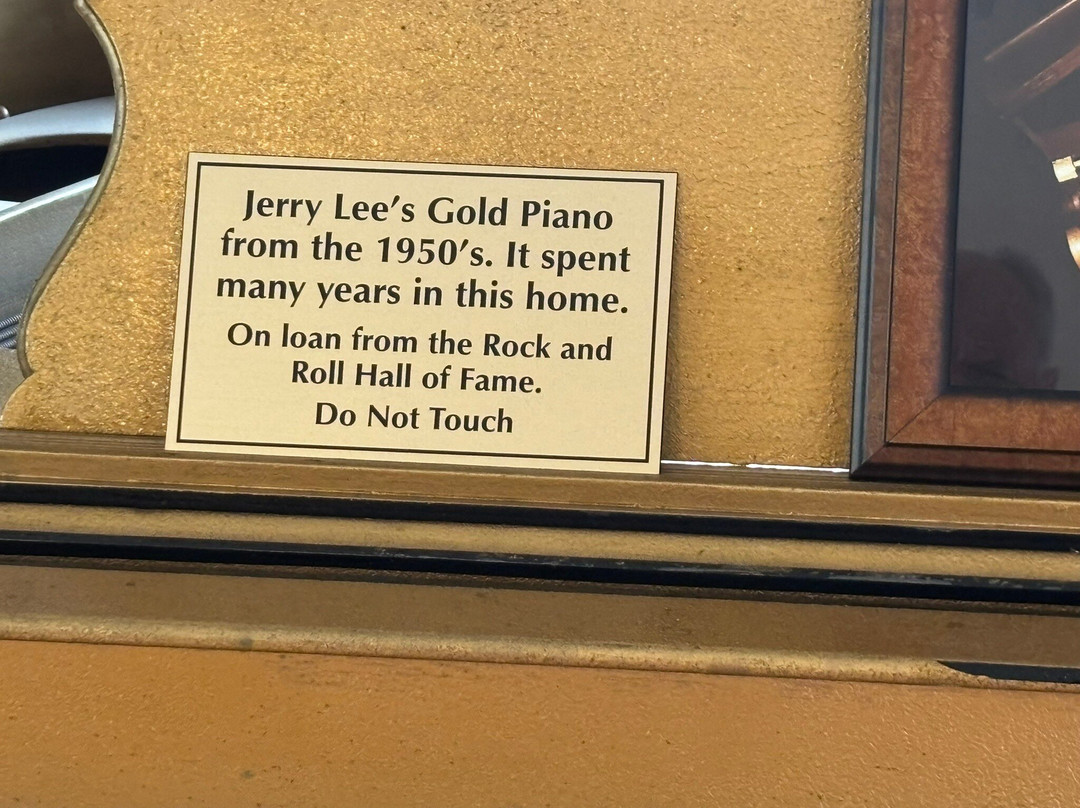 Jerry Lee’s Gold Piano
from the 1950’s. It spent
many years in this home.
On loan from the Rock and
Roll Hall of Fame.
Do Not Touch